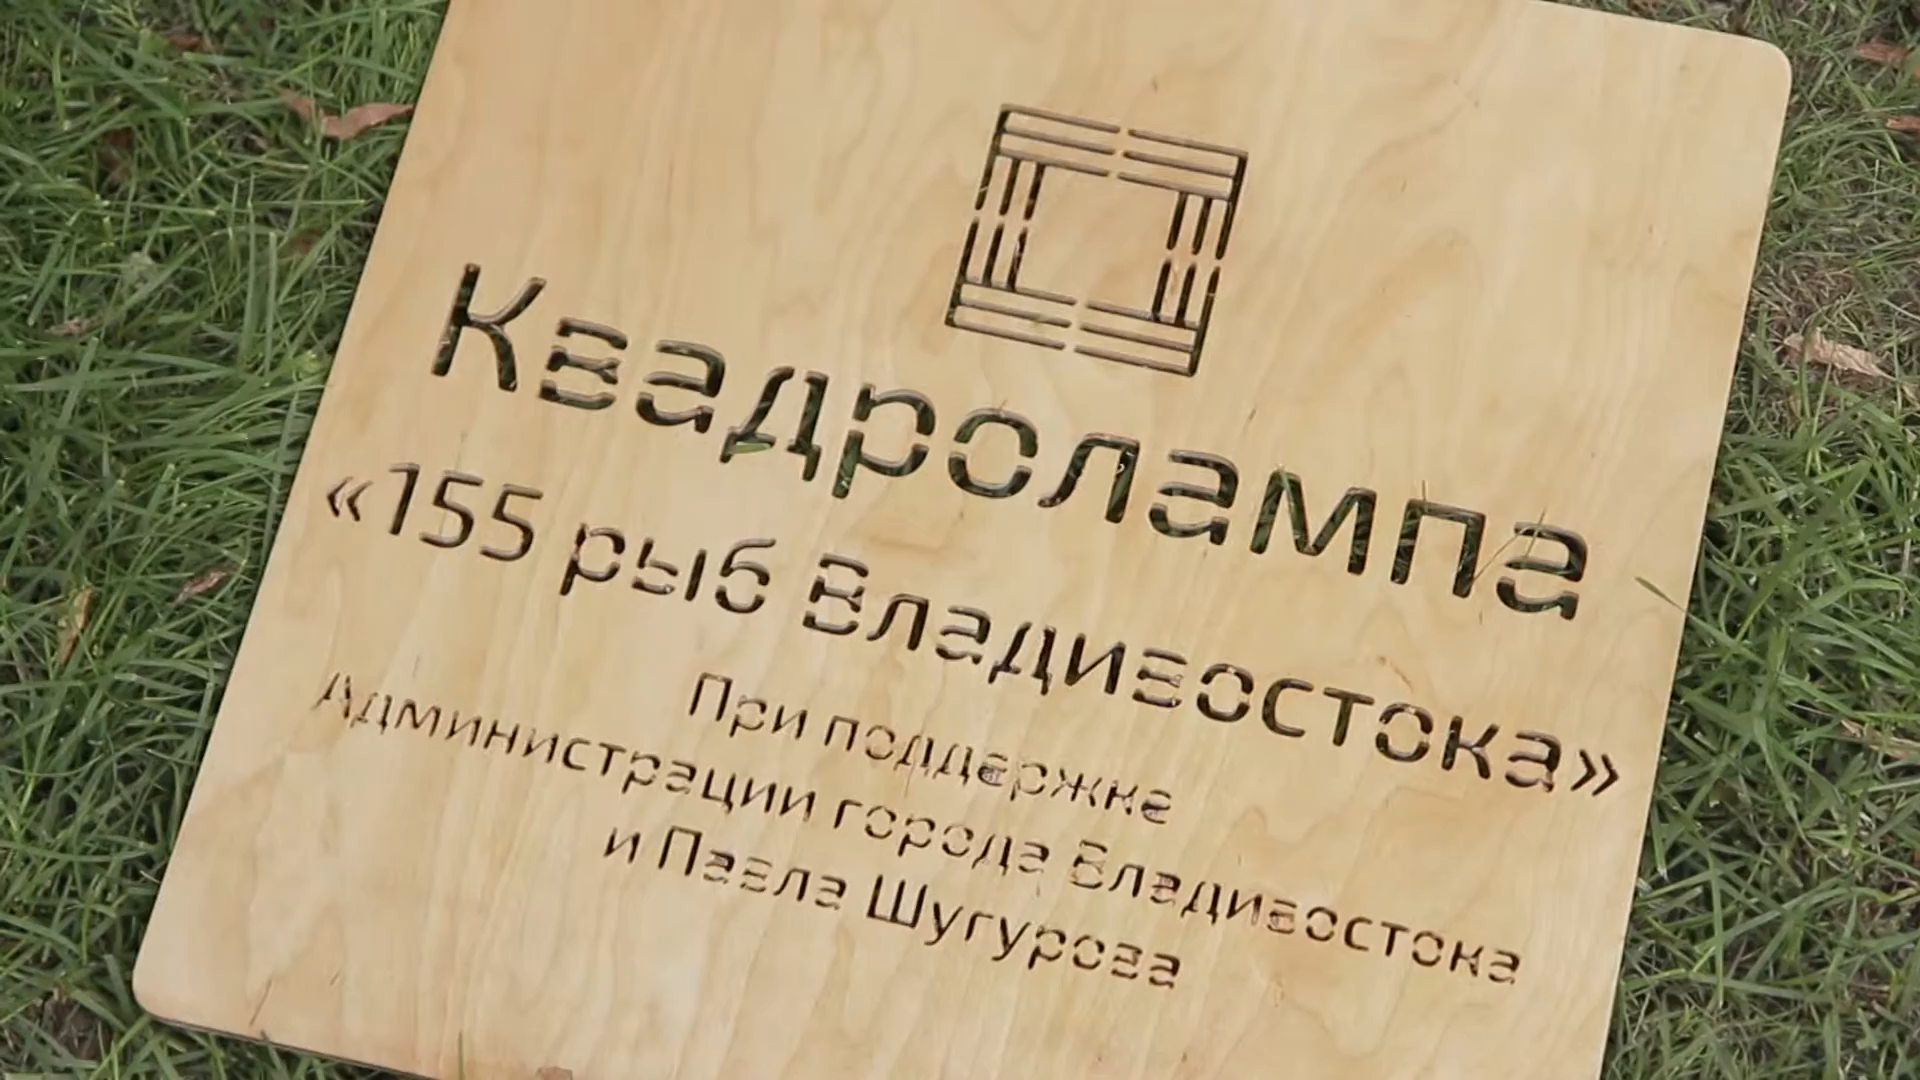 Квадролампа
«155 рыб Владивостока»
При поддержке
Администрации города Владивостока
и Павла Шугурова